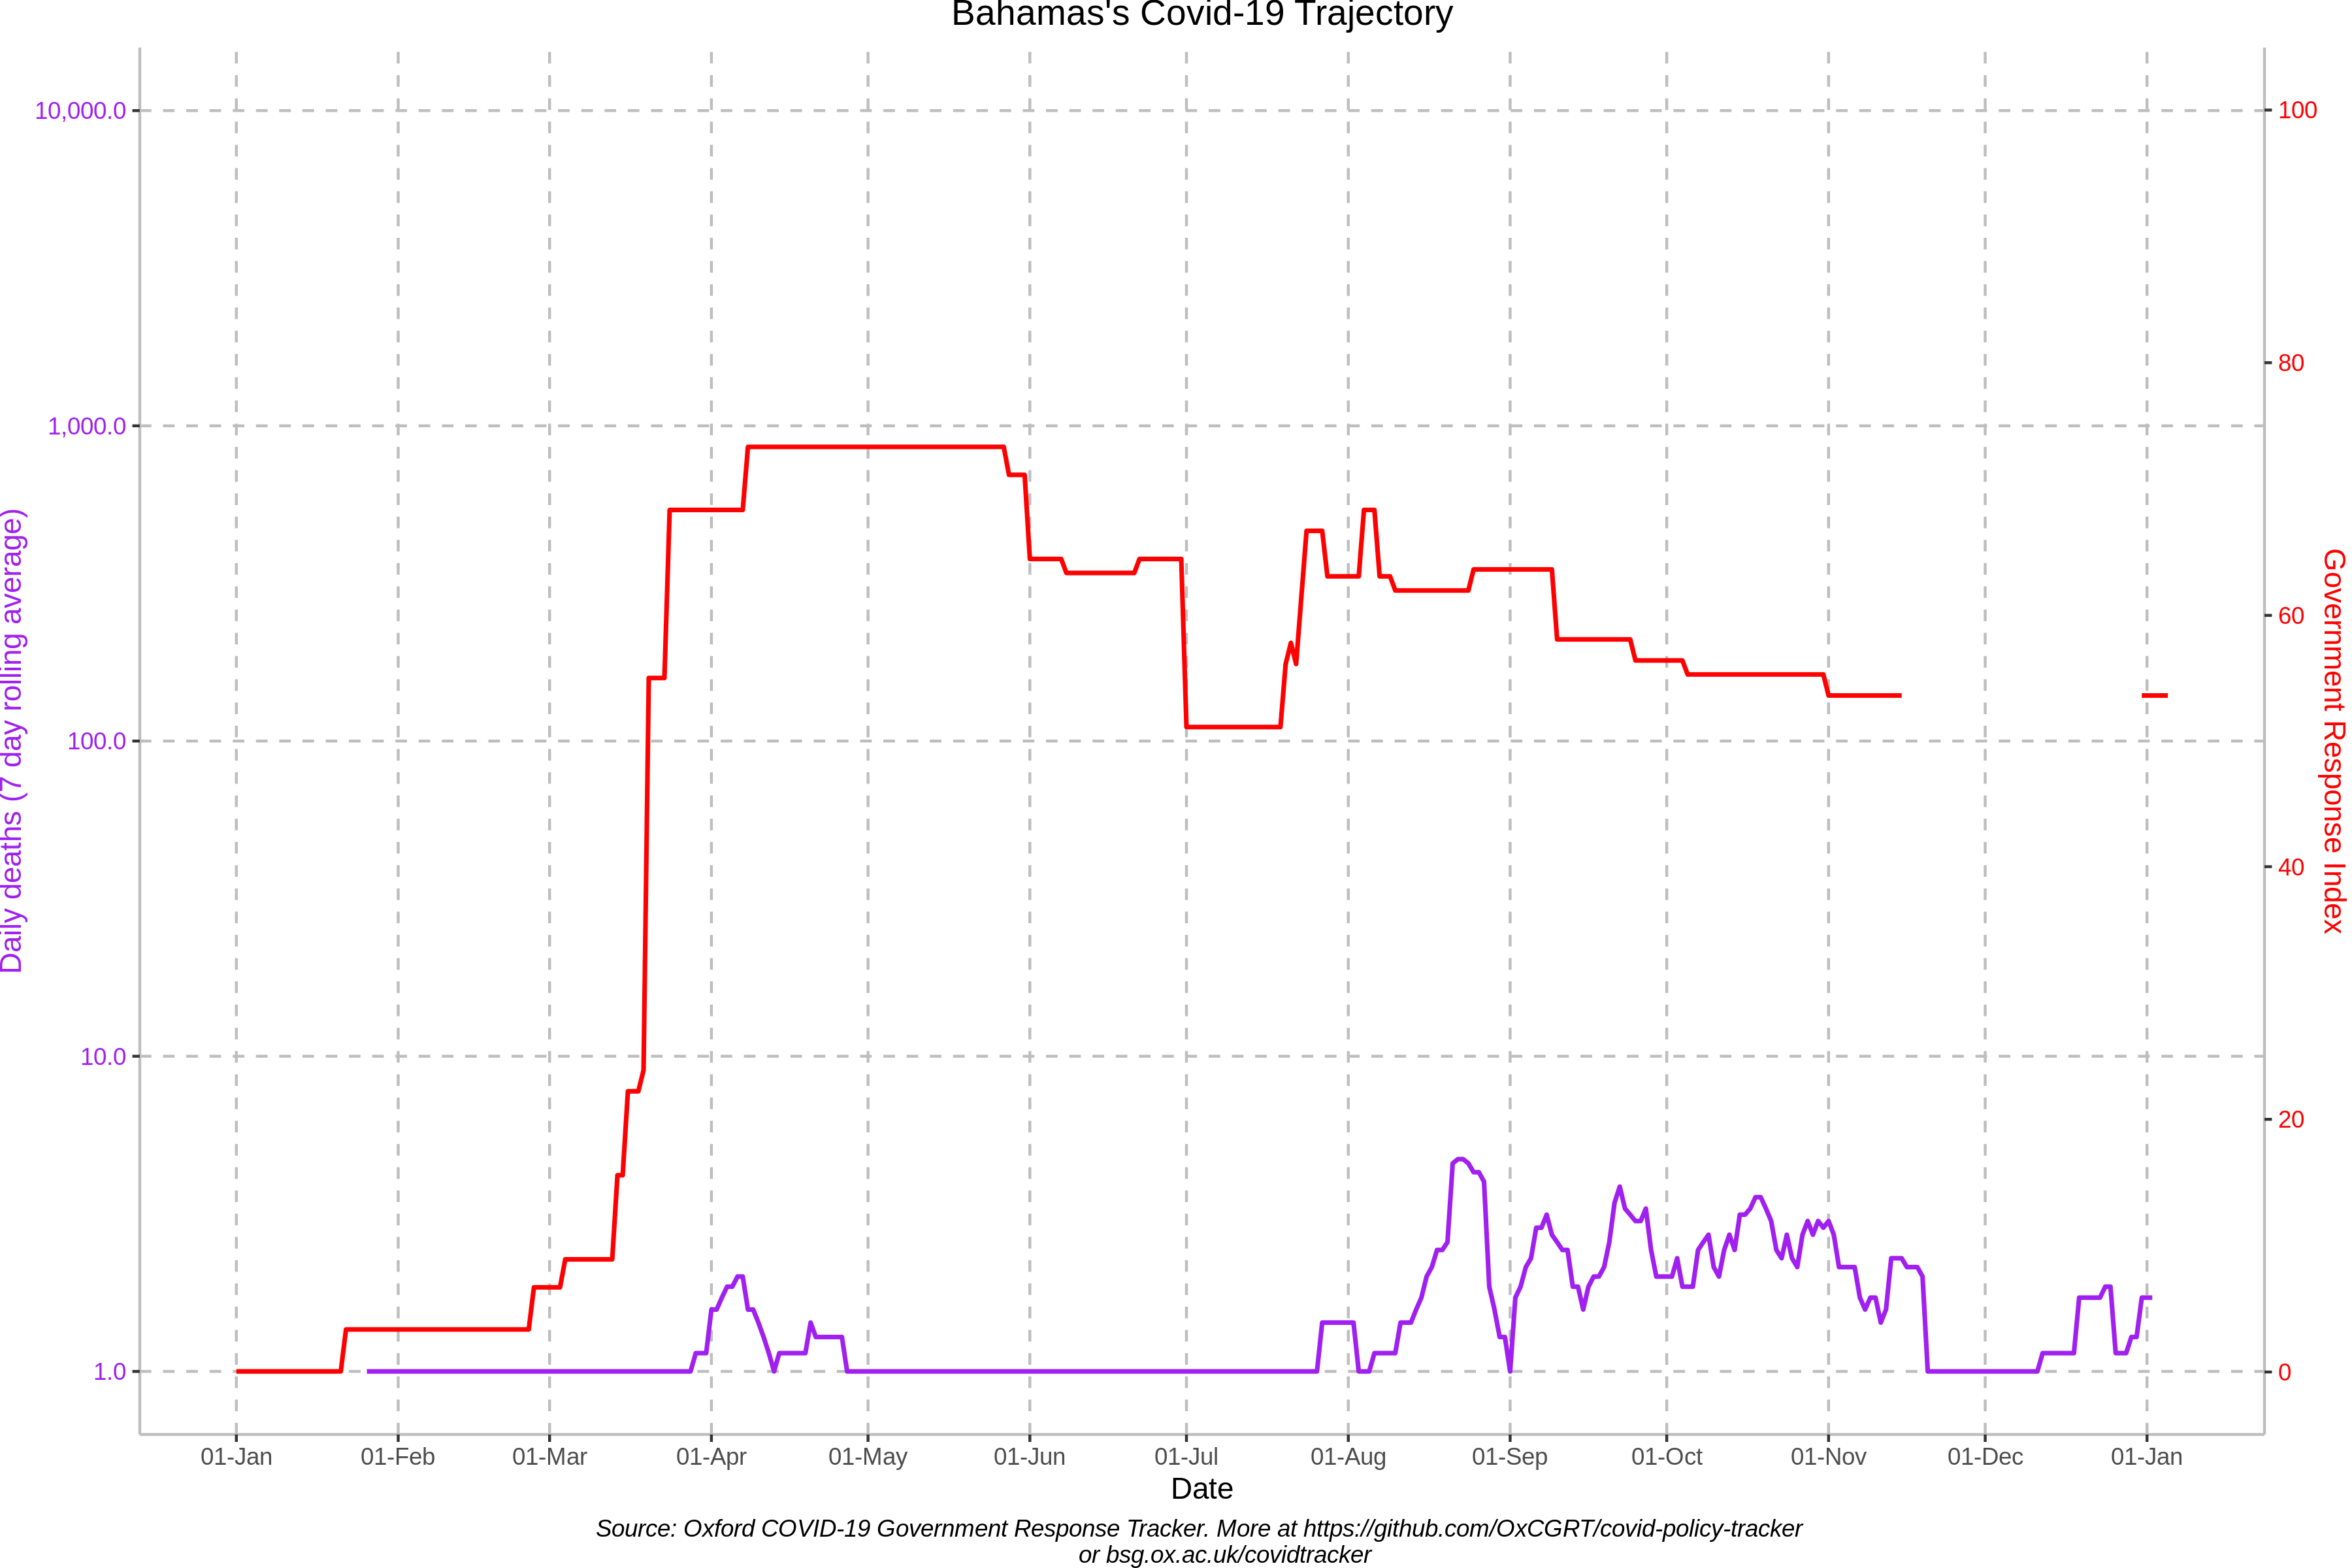 Bahamas's Covid-19 Trajectory
10,000.0
1,000.0
100.0
10.0
1.0
Daily deaths (7 day rolling average)
100
80
60
40
20
0
Government Response Index
01-Jan 01-Feb 01-Mar 01-Apr 01-May 01-Jun 01-Jul 01-Aug 01-Sep 01-Oct 01-Nov 01-Dec 01-Jan
Date
Source: Oxford COVID-19 Government Response Tracker. More at https://github.com/OxCGRT/covid-policy-tracker
or bsg.ox.ac.uk/covidtracker